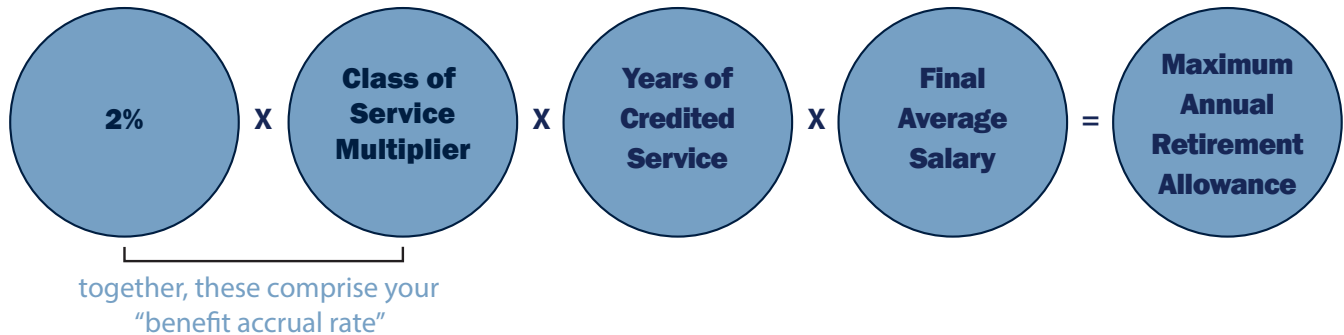 2%
X
Class of
Service
Multiplier
X
Years of
Credited
Service
X
Final
Average
Salary
=
Maximum
Annual
Retirement
Allowance
together, these comprise your
“benefit accrual rate”